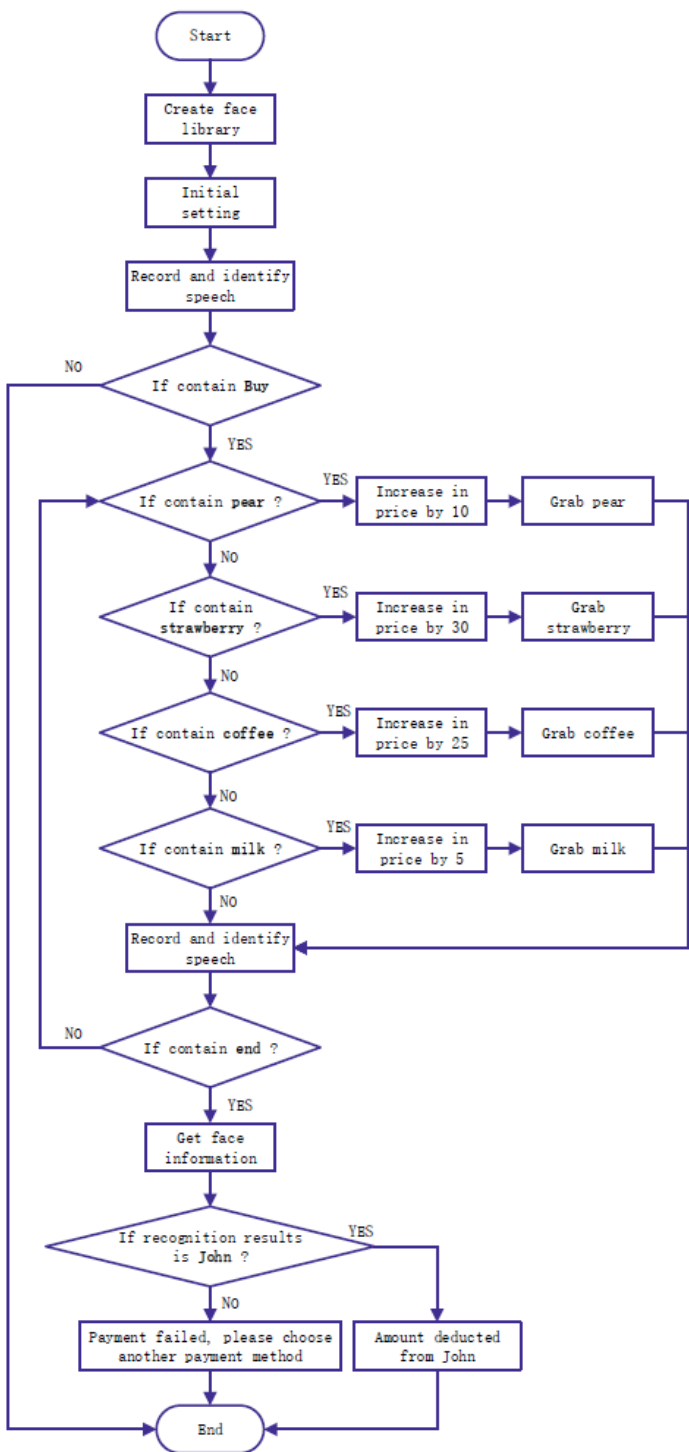 Start
Create face
library
Initial
setting
Record and identify
speech
NO
If contain Buy
YES
If contain pear ?
YES
Increase in
price by 10
Grab pear
NO
If contain
strawberry ?
YES
Increase in
price by 30
Grab
strawberry
NO
If contain coffee ?
YES
Increase in
price by 25
Grab coffee
NO
If contain milk ?
YES
Increase in
price by 5
Grab milk
NO
Record and identify
speech
NO
If contain end ?
YES
Get face
information
If recognition results
is John ?
YES
NO
Payment failed, please choose
another payment method
Amount deducted
from John
End